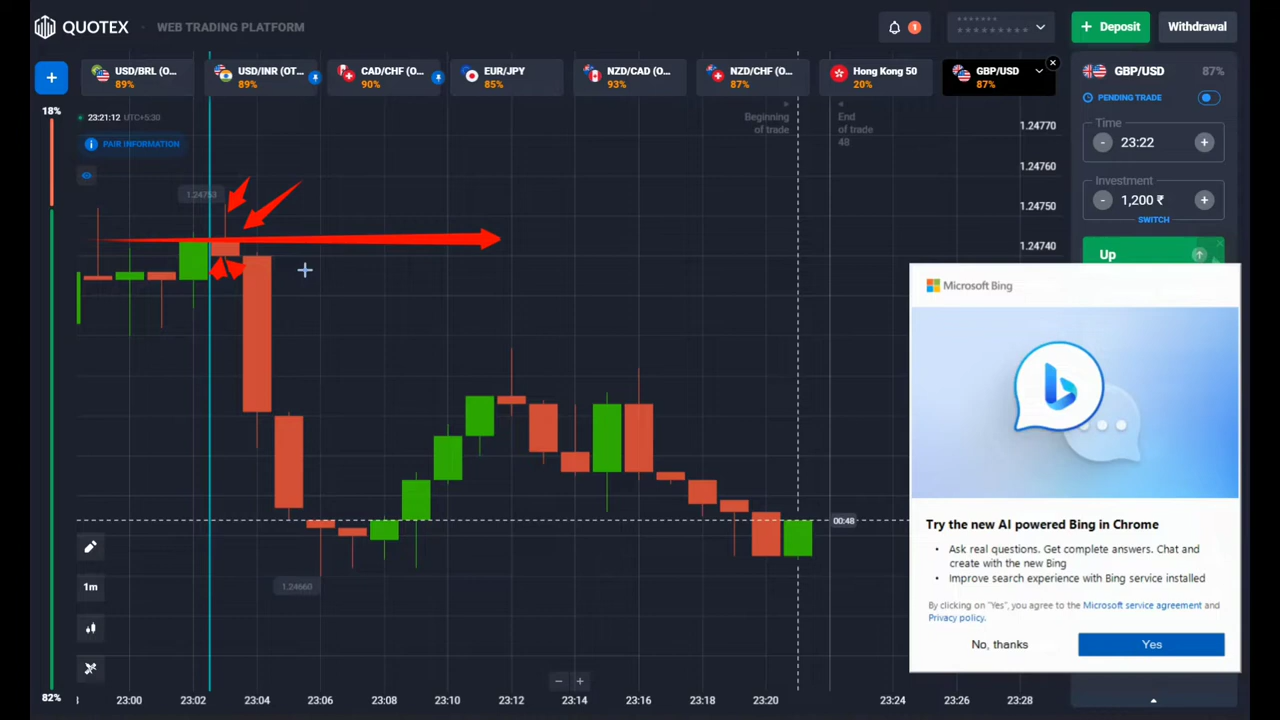 QUOTEX
WEB TRADING PLATFORM
1
Deposit
Withdrawal
+
USD/BRL (O...
89%
USD/INR (OT...
89%
CAD/CHF (O...
90%
EUR/JPY
85%
NZD/CAD (O...
93%
NZD/CHF (O...
87%
Hong Kong 50
20%
GBP/USD
87%
GBP/USD 87%
PENDING TRADE
Time
- 23:22 +
Investment
- 1,200 ₹ +
SWITCH
Up
18%
23:21:12 UTC+5:30
PAIR INFORMATION
Beginning
of trade
End
of trade
48
1.24770
1.24760
1.24750
1.24740
1.24753
1.24660
00:48
1m
82%
23:00 23:02 23:04 23:06 23:08 23:10 23:12 23:14 23:16 23:18 23:20 23:22 23:24 23:26 23:28
Microsoft Bing
Try the new AI powered Bing in Chrome
• Ask real questions. Get complete answers. Chat and
create with the new Bing
• Improve search experience with Bing service installed
By clicking on "Yes", you agree to the Microsoft service agreement and
Privacy policy.
No, thanks
Yes